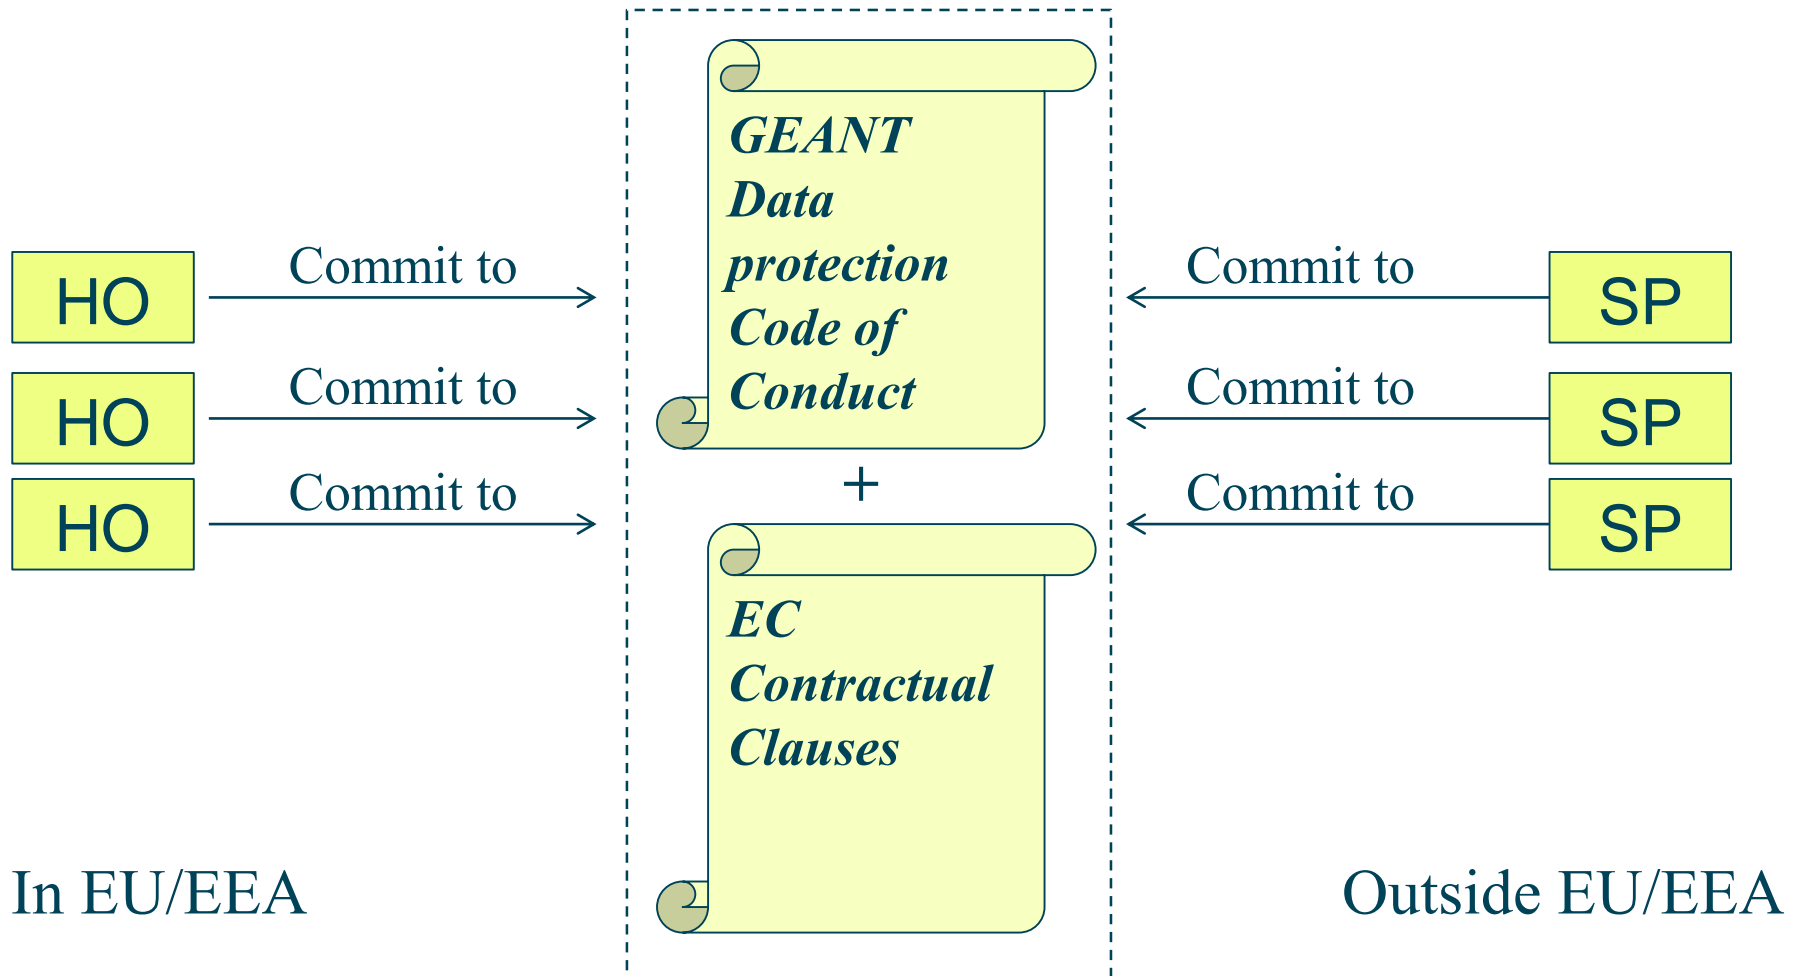 GEANT
Data
protection
Code of
Conduct
HO
Commit to
Commit to
SP
HO
Commit to
Commit to
SP
HO
Commit to
Commit to
SP
+
EC
Contractual
Clauses
In EU/EEA
Outside EU/EEA